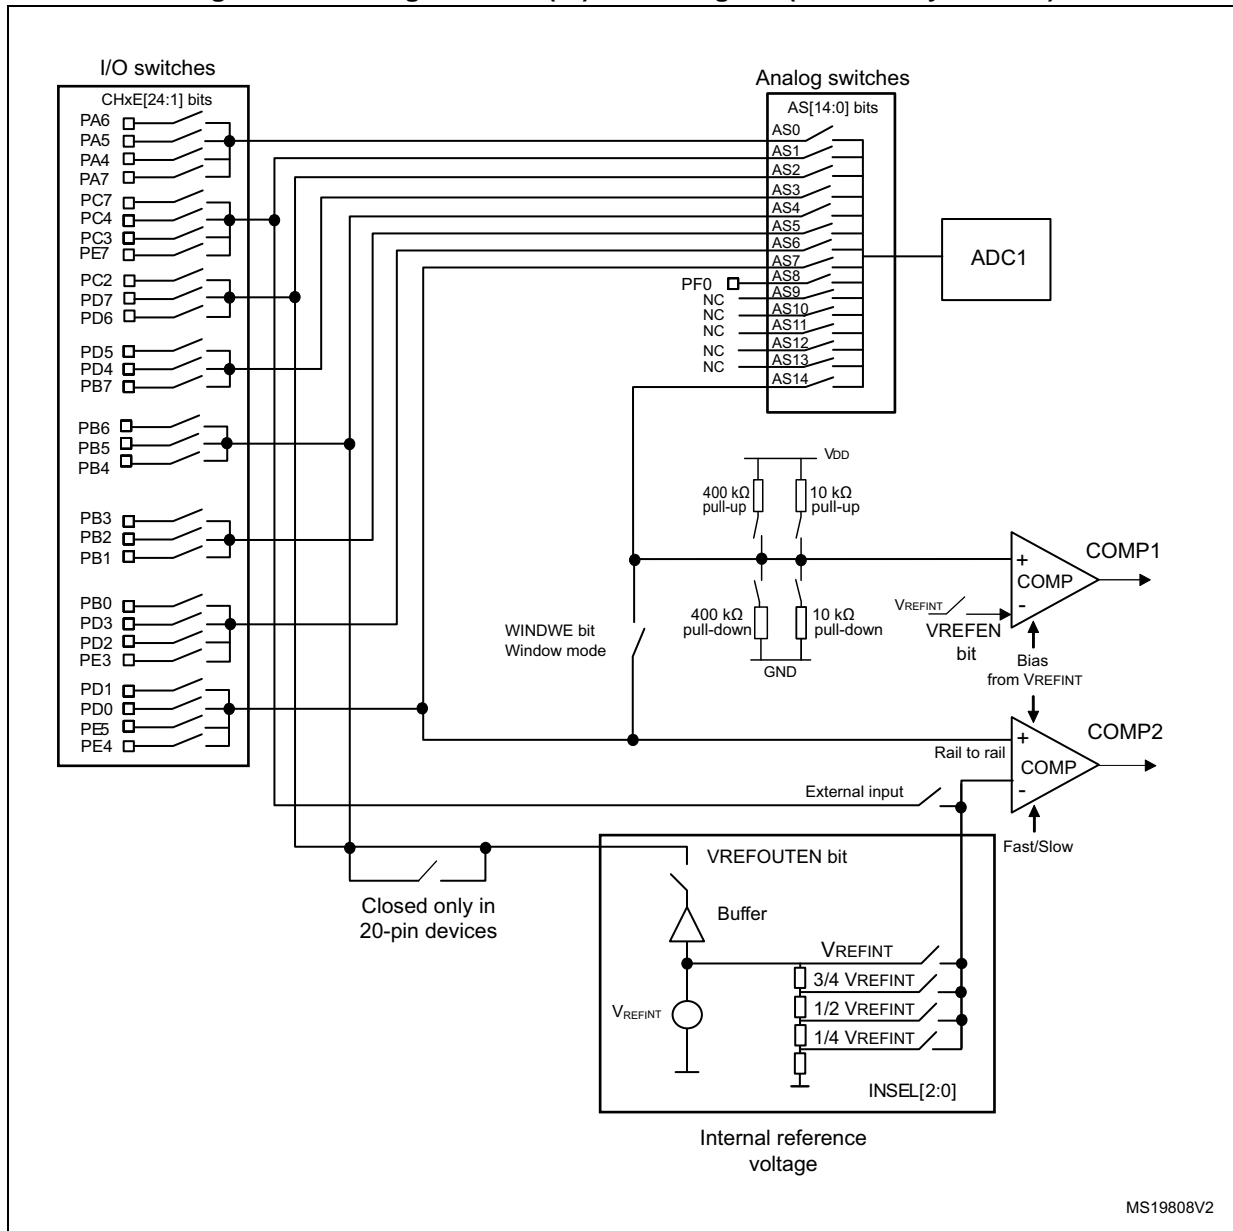 I/O switches
CHxE[24:1] bits
PA6
PA5
PA4
PA7
PC7
PC4
PC3
PE7
PC2
PD7
PD6
PD5
PD4
PB7
PB6
PB5
PB4
PB3
PB2
PB1
PB0
PD3
PD2
PE3
PD1
PD0
PE5
PE4
Analog switches
AS[14:0] bits
AS0
AS1
AS2
AS3
AS4
AS5
AS6
AS7
PF0 AS8
NC AS9
NC AS10
NC AS11
NC AS12
NC AS13
AS14
ADC1
VDD
400 kΩ
pull-up
10 kΩ
pull-up
400 kΩ
pull-down
10 kΩ
pull-down
GND
WINDWE bit
Window mode
+
COMP
-
COMP1
VREFINT
VREFEN
bit
Bias
from VREFINT
+
Rail to rail
COMP
-
COMP2
External input
Fast/Slow
Closed only in
20-pin devices
VREFOUTEN bit
Buffer
VREFINT
VREFINT
3/4 VREFINT
1/2 VREFINT
1/4 VREFINT
INSEL[2:0]
Internal reference
voltage
MS19808V2